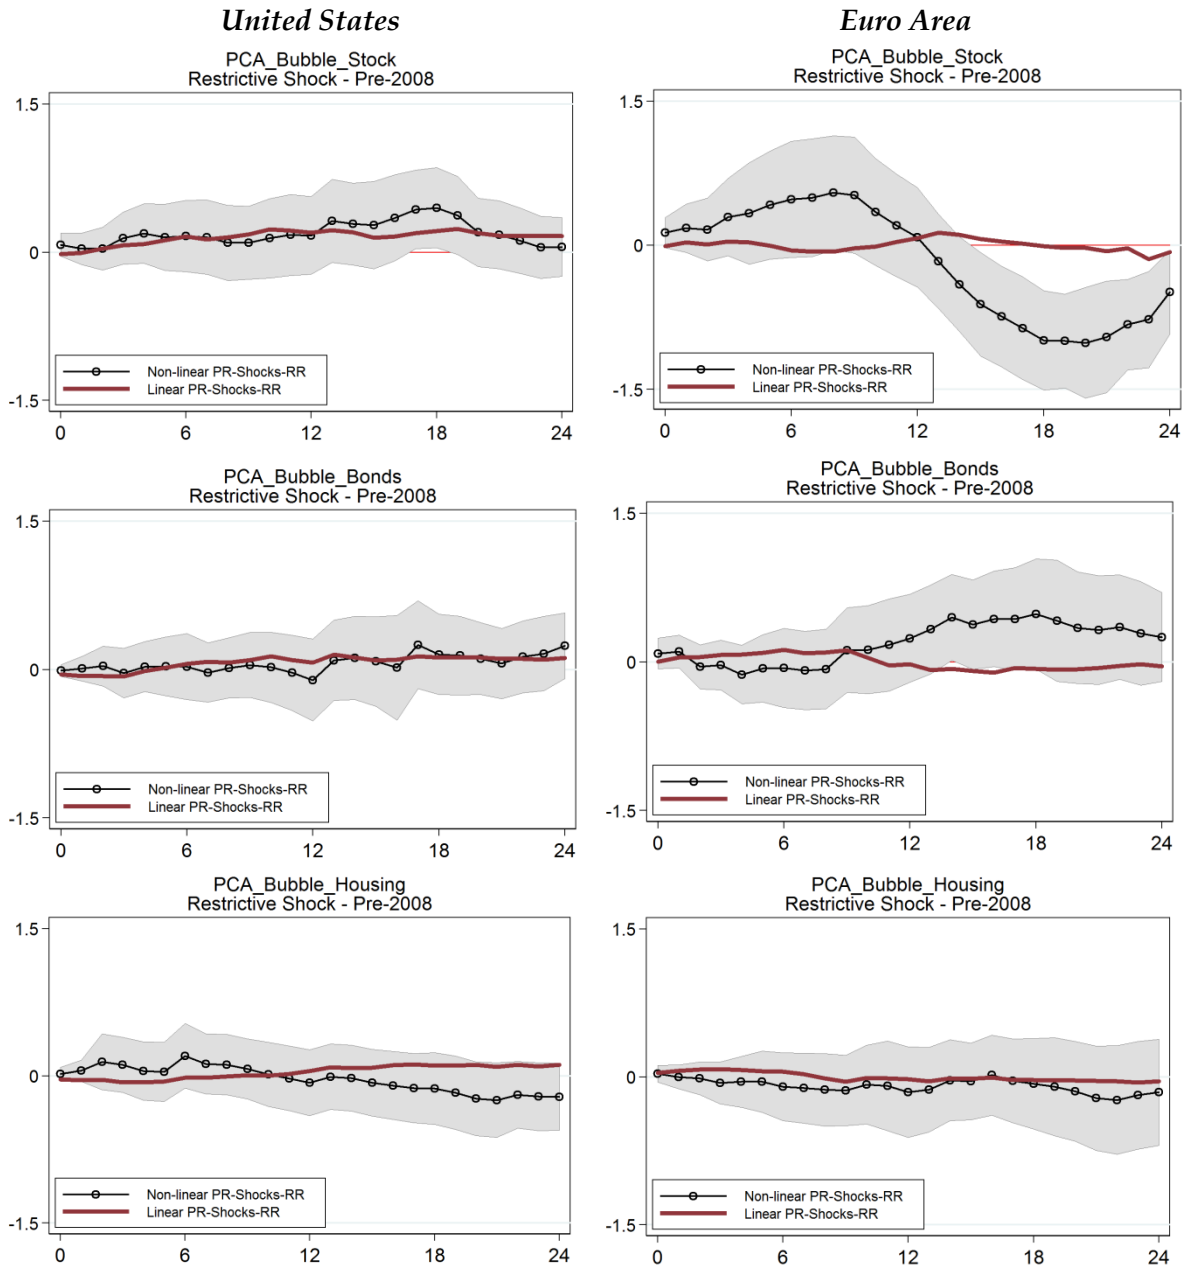 United States
Euro Area
PCA_Bubble_Stock
Restrictive Shock - Pre-2008
1.5
0
-1.5
Non-linear PR-Shocks-RR
Linear PR-Shocks-RR
0 6 12 18 24
PCA_Bubble_Stock
Restrictive Shock - Pre-2008
1.5
0
-1.5
Non-linear PR-Shocks-RR
Linear PR-Shocks-RR
0 6 12 18 24
PCA_Bubble_Bonds
Restrictive Shock - Pre-2008
1.5
0
-1.5
Non-linear PR-Shocks-RR
Linear PR-Shocks-RR
0 6 12 18 24
PCA_Bubble_Bonds
Restrictive Shock - Pre-2008
1.5
0
-1.5
Non-linear PR-Shocks-RR
Linear PR-Shocks-RR
0 6 12 18 24
PCA_Bubble_Housing
Restrictive Shock - Pre-2008
1.5
0
-1.5
Non-linear PR-Shocks-RR
Linear PR-Shocks-RR
0 6 12 18 24
PCA_Bubble_Housing
Restrictive Shock - Pre-2008
1.5
0
-1.5
Non-linear PR-Shocks-RR
Linear PR-Shocks-RR
0 6 12 18 24